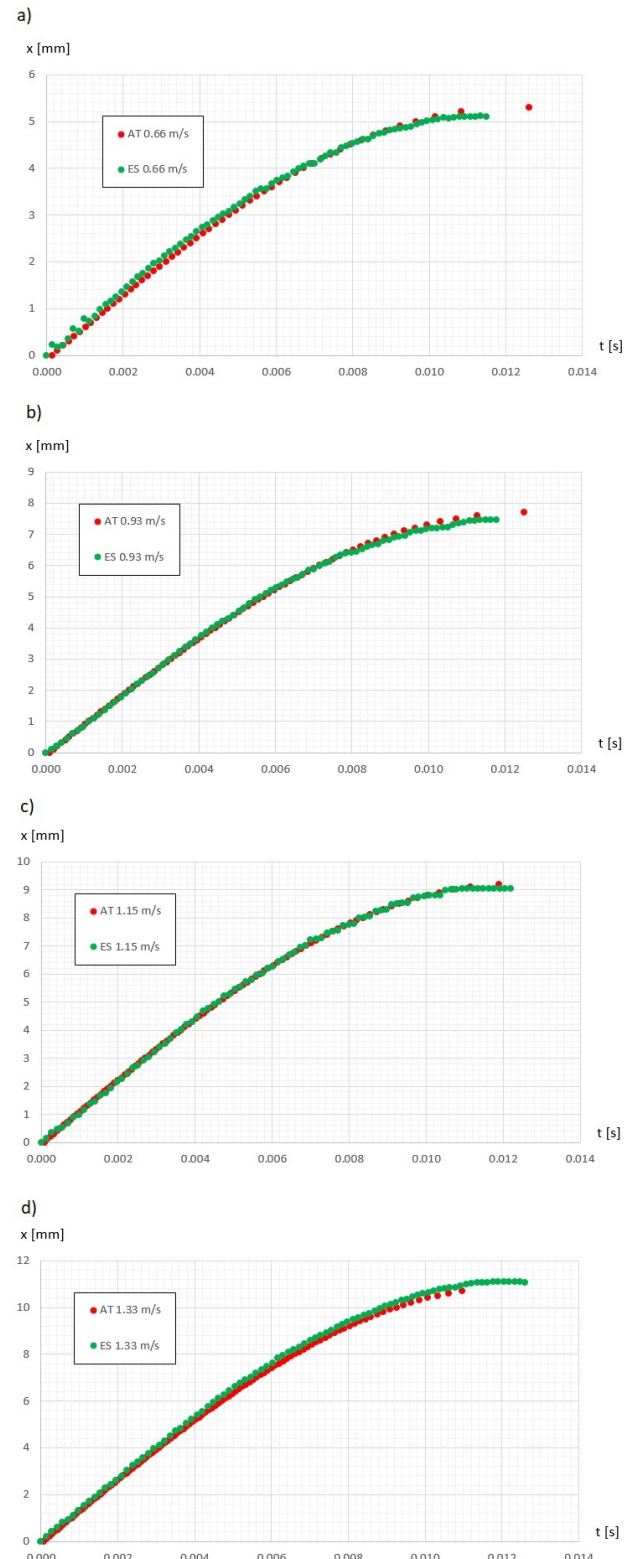 a)
x [mm]
6
5
4
3
2
1
0
AT 0.66 m/s
ES 0.66 m/s
t [s]
0.000 0.002 0.004 0.006 0.008 0.010 0.012 0.014
b)
x [mm]
9
8
7
6
5
4
3
2
1
0
AT 0.93 m/s
ES 0.93 m/s
t [s]
0.000 0.002 0.004 0.006 0.008 0.010 0.012 0.014
c)
x [mm]
10
9
8
7
6
5
4
3
2
1
0
AT 1.15 m/s
ES 1.15 m/s
t [s]
0.000 0.002 0.004 0.006 0.008 0.010 0.012 0.014
d)
x [mm]
12
10
8
6
4
2
0
AT 1.33 m/s
ES 1.33 m/s
t [s]
0.000 0.002 0.004 0.006 0.008 0.010 0.012 0.014